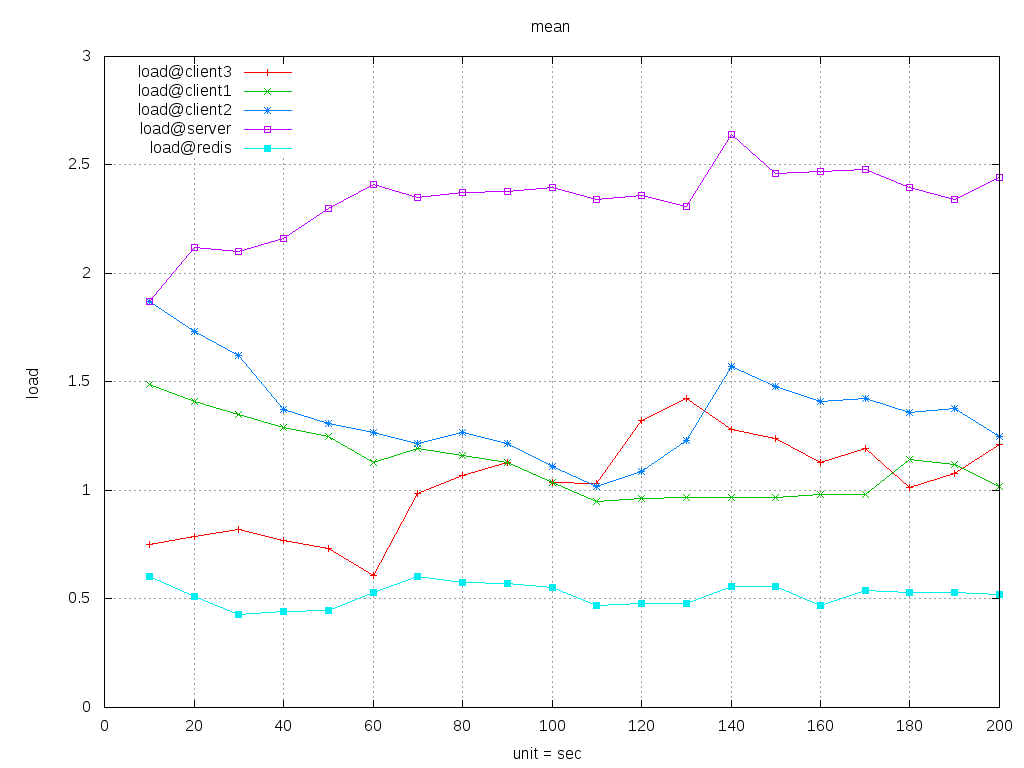 mean
3
2.5
2
1.5
1
0.5
0
load
load@client3
load@client1
load@client2
load@server
load@redis
0 20 40 60 80 100 120 140 160 180 200
unit = sec